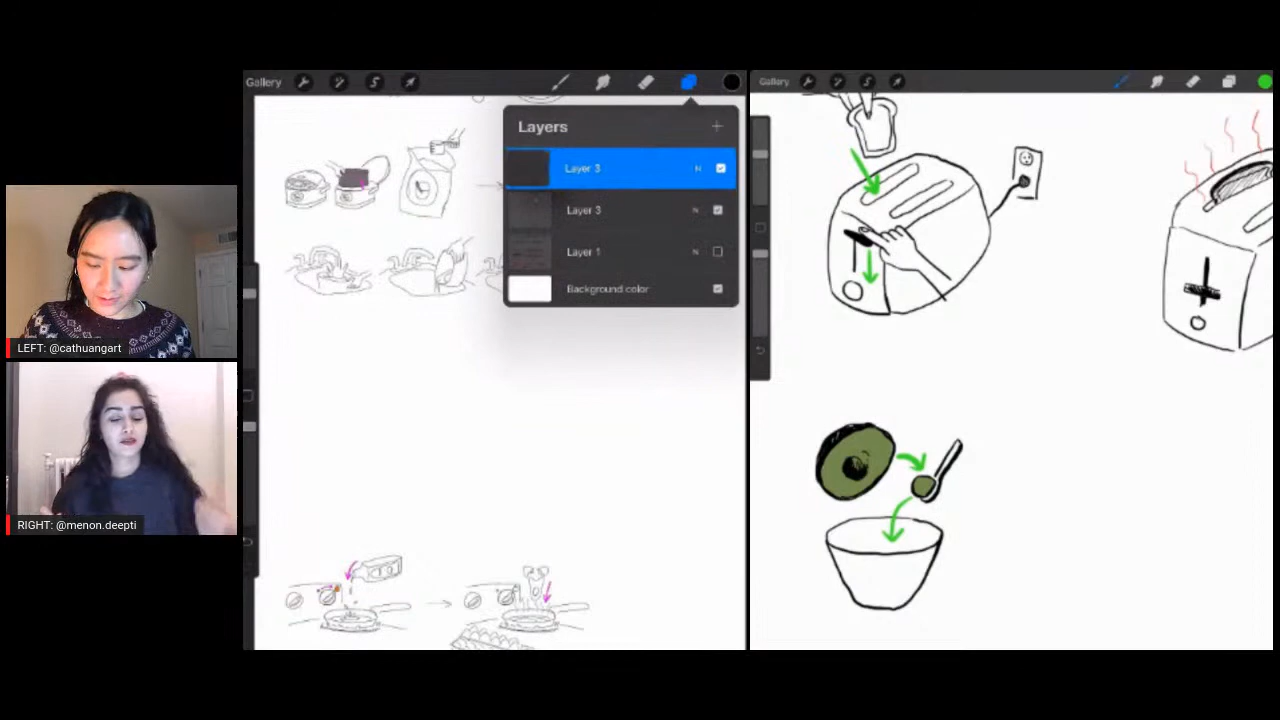 Gallery
Layers
Layer 3
N
Layer 3
N
Layer 1
N
Background color
Gallery
LEFT: @cathuangart
RIGHT: @menon.deepti